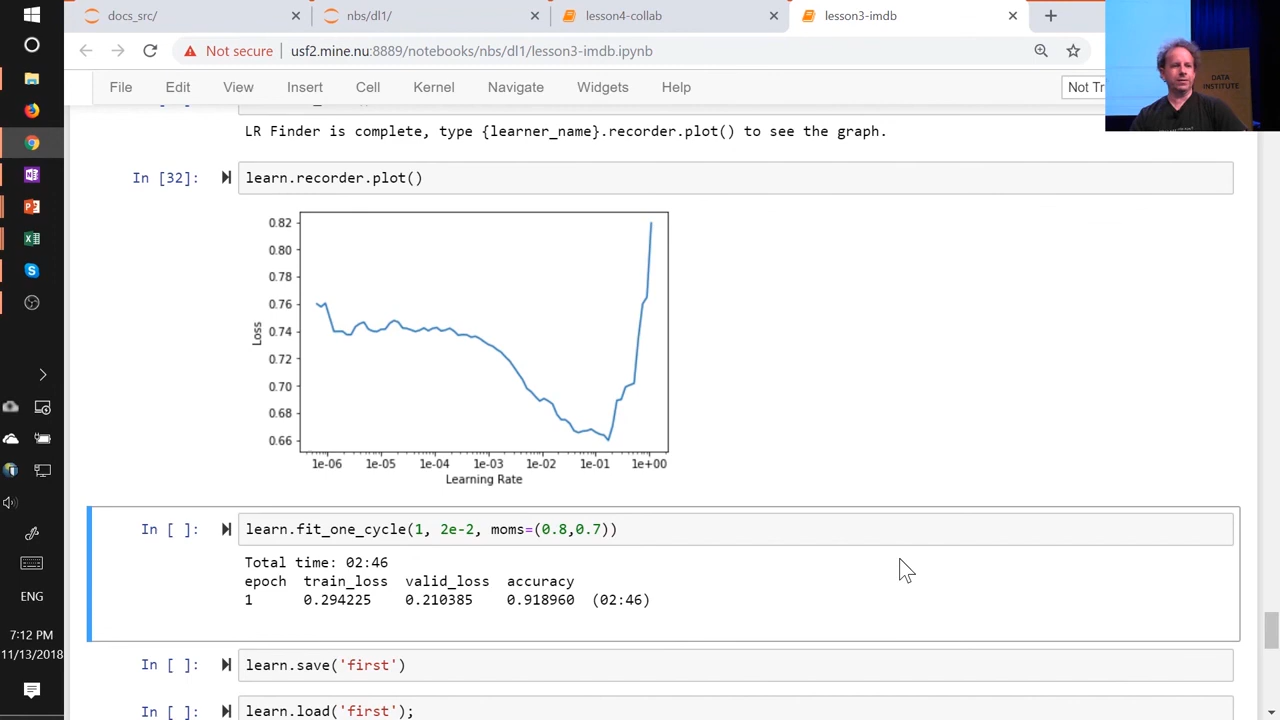 docs_src/
nbs/dl1/
lesson4-collab
lesson3-imdb
Not secure
usf2.mine.nu:8889/notebooks/nbs/dl1/lesson3-imdb.ipynb
File Edit View Insert Cell Kernel Navigate Widgets Help
Not Tr
DATA
INSTITUTE
LR Finder is complete, type {learner_name}.recorder.plot() to see the graph.
In [32]: learn.recorder.plot()
0.82
0.80
0.78
0.76
0.74
0.72
0.70
0.68
0.66
Loss
1e-06 1e-05 1e-04 1e-03 1e-02 1e-01 1e+00
Learning Rate
In [ ]: learn.fit_one_cycle(1, 2e-2, moms=(0.8,0.7))
Total time: 02:46
epoch train_loss valid_loss accuracy
1 0.294225 0.210385 0.918960 (02:46)
In [ ]: learn.save('first')
In [ ]: learn.load('first');
ENG
7:12 PM
11/13/2018